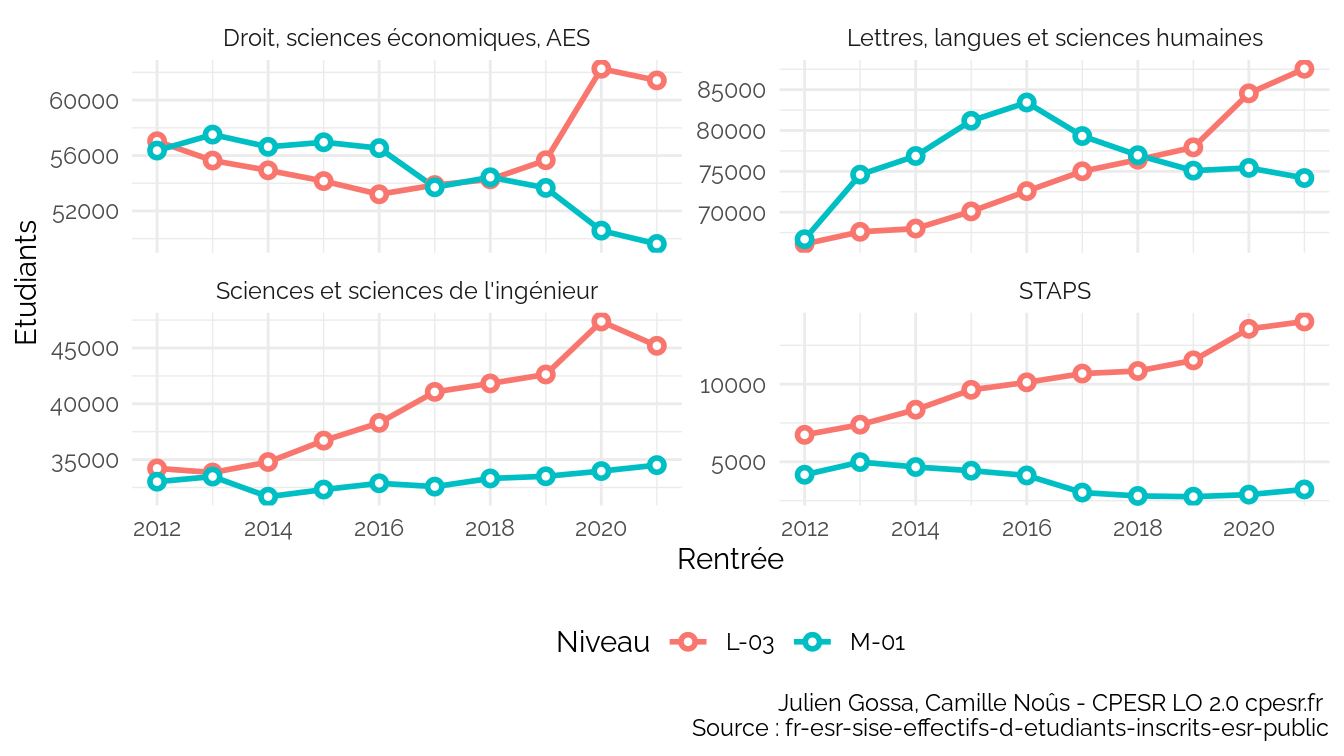 Droit, sciences économiques, AES
Lettres, langues et sciences humaines
60000
56000
52000
85000
80000
75000
70000
Etudiants
Sciences et sciences de l'ingénieur
STAPS
45000
40000
35000
10000
5000
2012 2014 2016 2018 2020
2012 2014 2016 2018 2020
Rentrée
Niveau L-03 M-01
Julien Gossa, Camille Noûs - CPESR LO 2.0 cpesr.fr
Source : fr-esr-sise-effectifs-d-etudiants-inscrits-esr-public